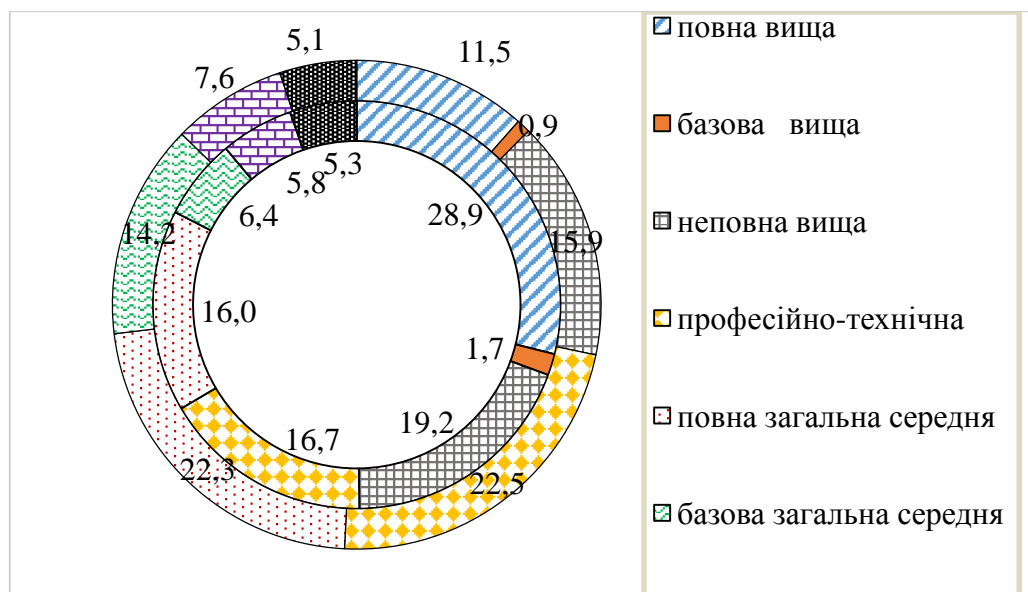 5,1
11,5
7,6
0,9
5,3
5,8
6,4
28,9
14,2
15,9
16,0
1,7
19,2
16,7
22,3
22,5
повна вища
базова вища
неповна вища
професійно-технічна
повна загальна середня
базова загальна середня